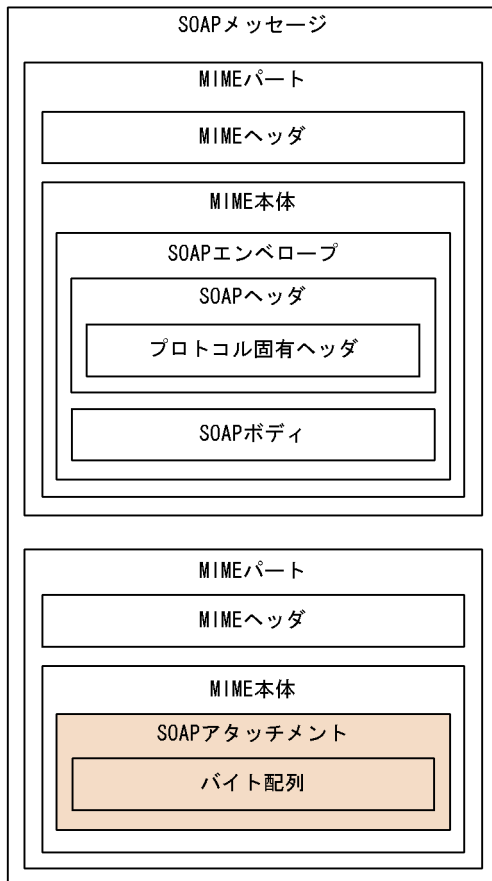 SOAPメッセージ
MIMEパート
MIMEヘッダ
MIME本体
SOAPエンベロープ
SOAPヘッダ
プロトコル固有ヘッダ
SOAPボディ
MIMEパート
MIMEヘッダ
MIME本体
SOAPアタッチメント
バイト配列